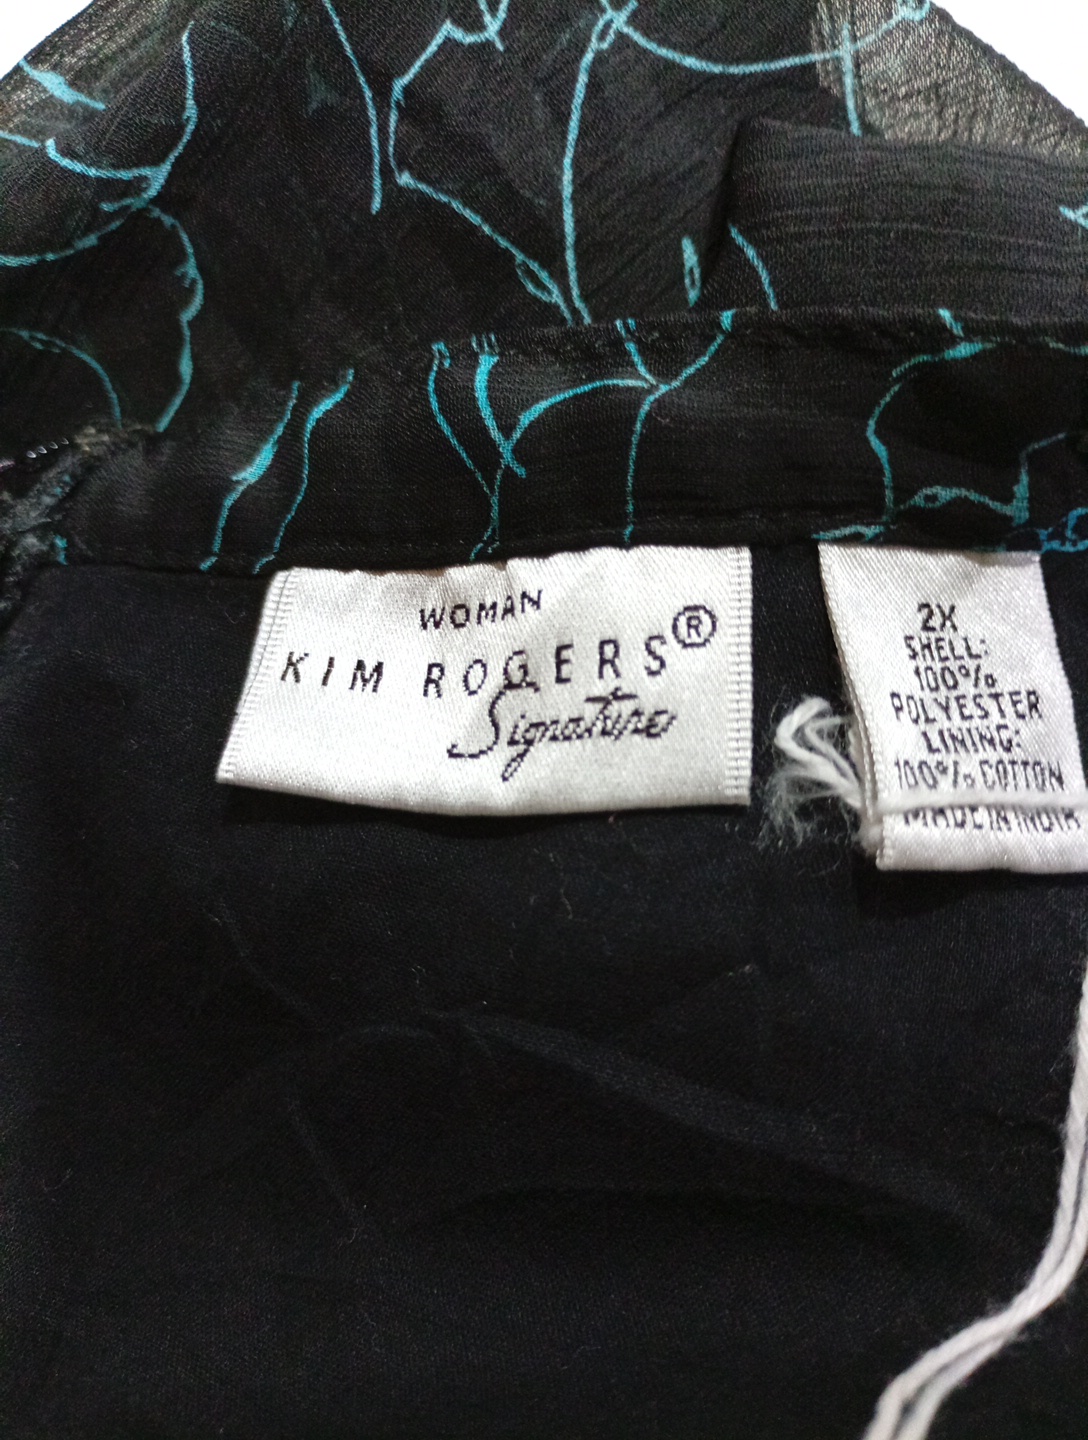 WOMAN
KIM ROGERS®
Signature
2X
SHELL:
100%
POLYESTER
LINING:
100% COTTON
MADE IN INDIA